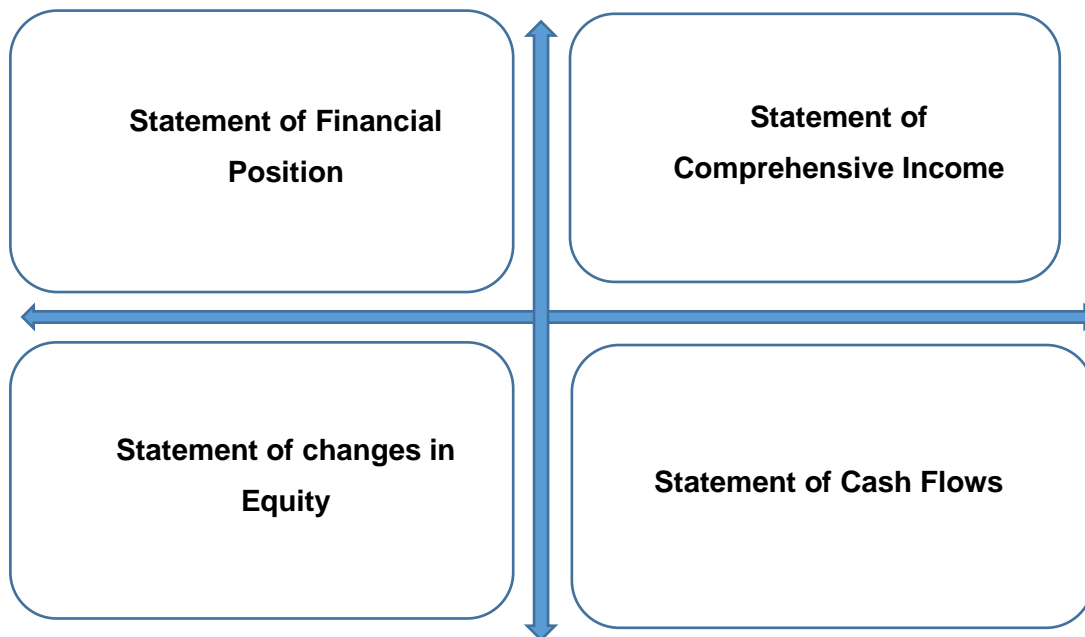 Statement of Financial
Position
Statement of
Comprehensive Income
Statement of changes in
Equity
Statement of Cash Flows